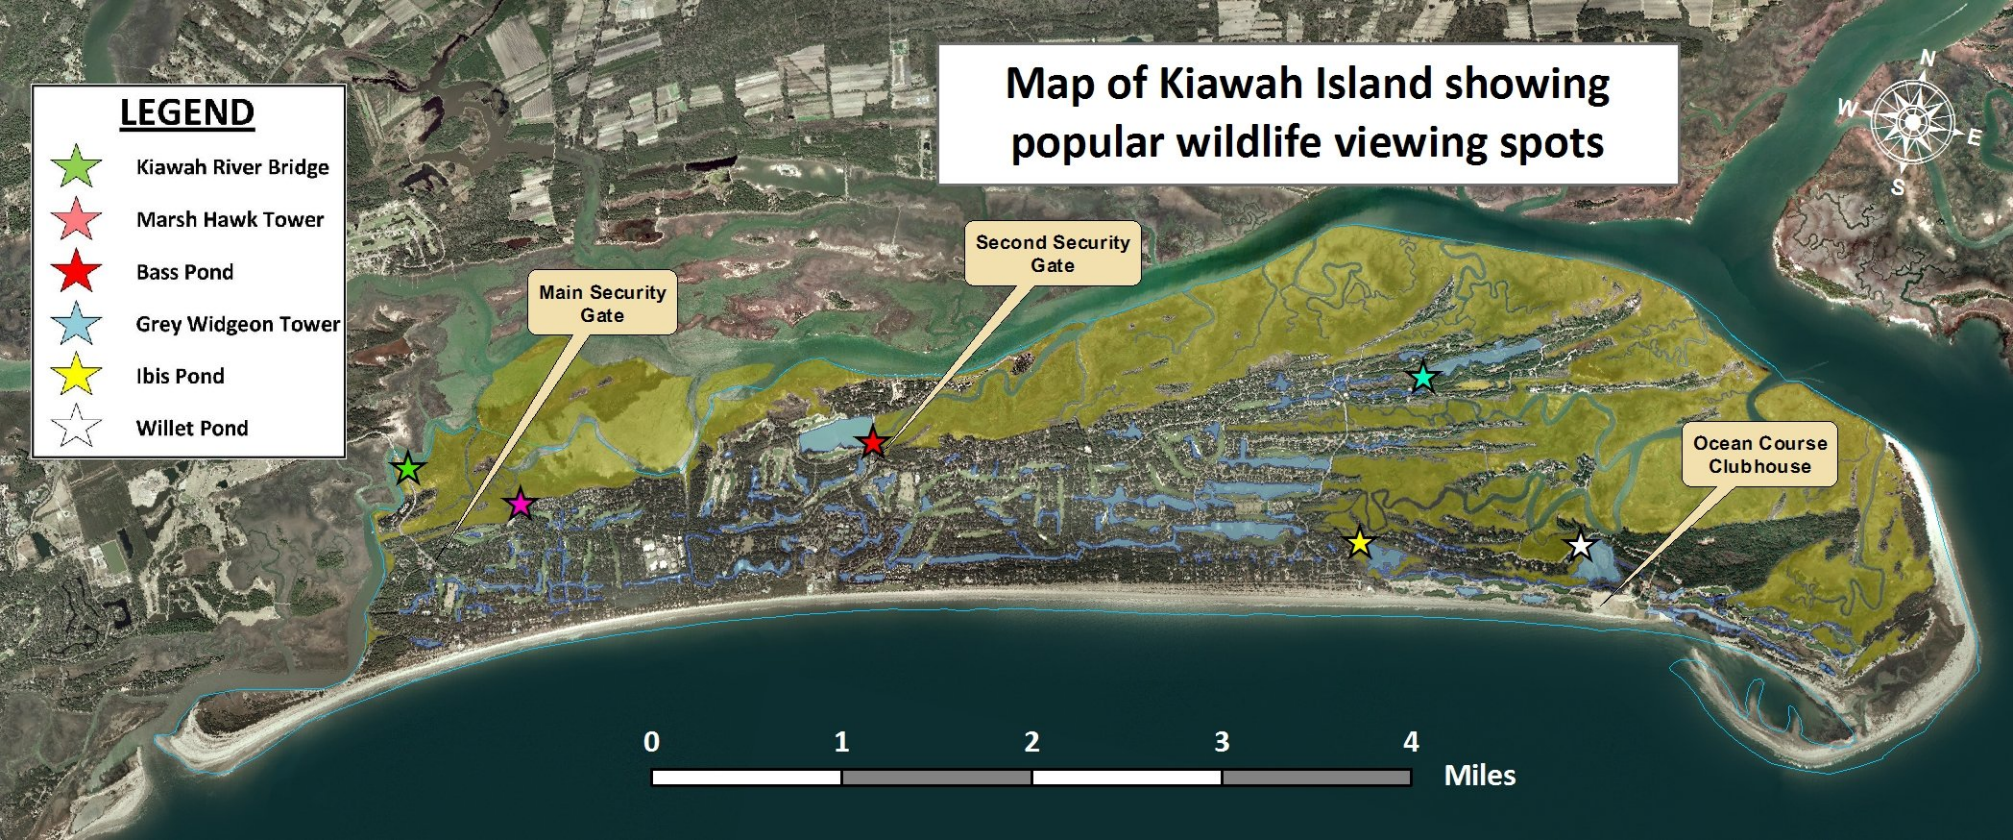 Map of Kiawah Island showing
popular wildlife viewing spots
N
W
E
S
LEGEND
Kiawah River Bridge
Marsh Hawk Tower
Bass Pond
Grey Widgeon Tower
Ibis Pond
Willet Pond
Second Security
Gate
Main Security
Gate
Ocean Course
Clubhouse
0 1 2 3 4
Miles